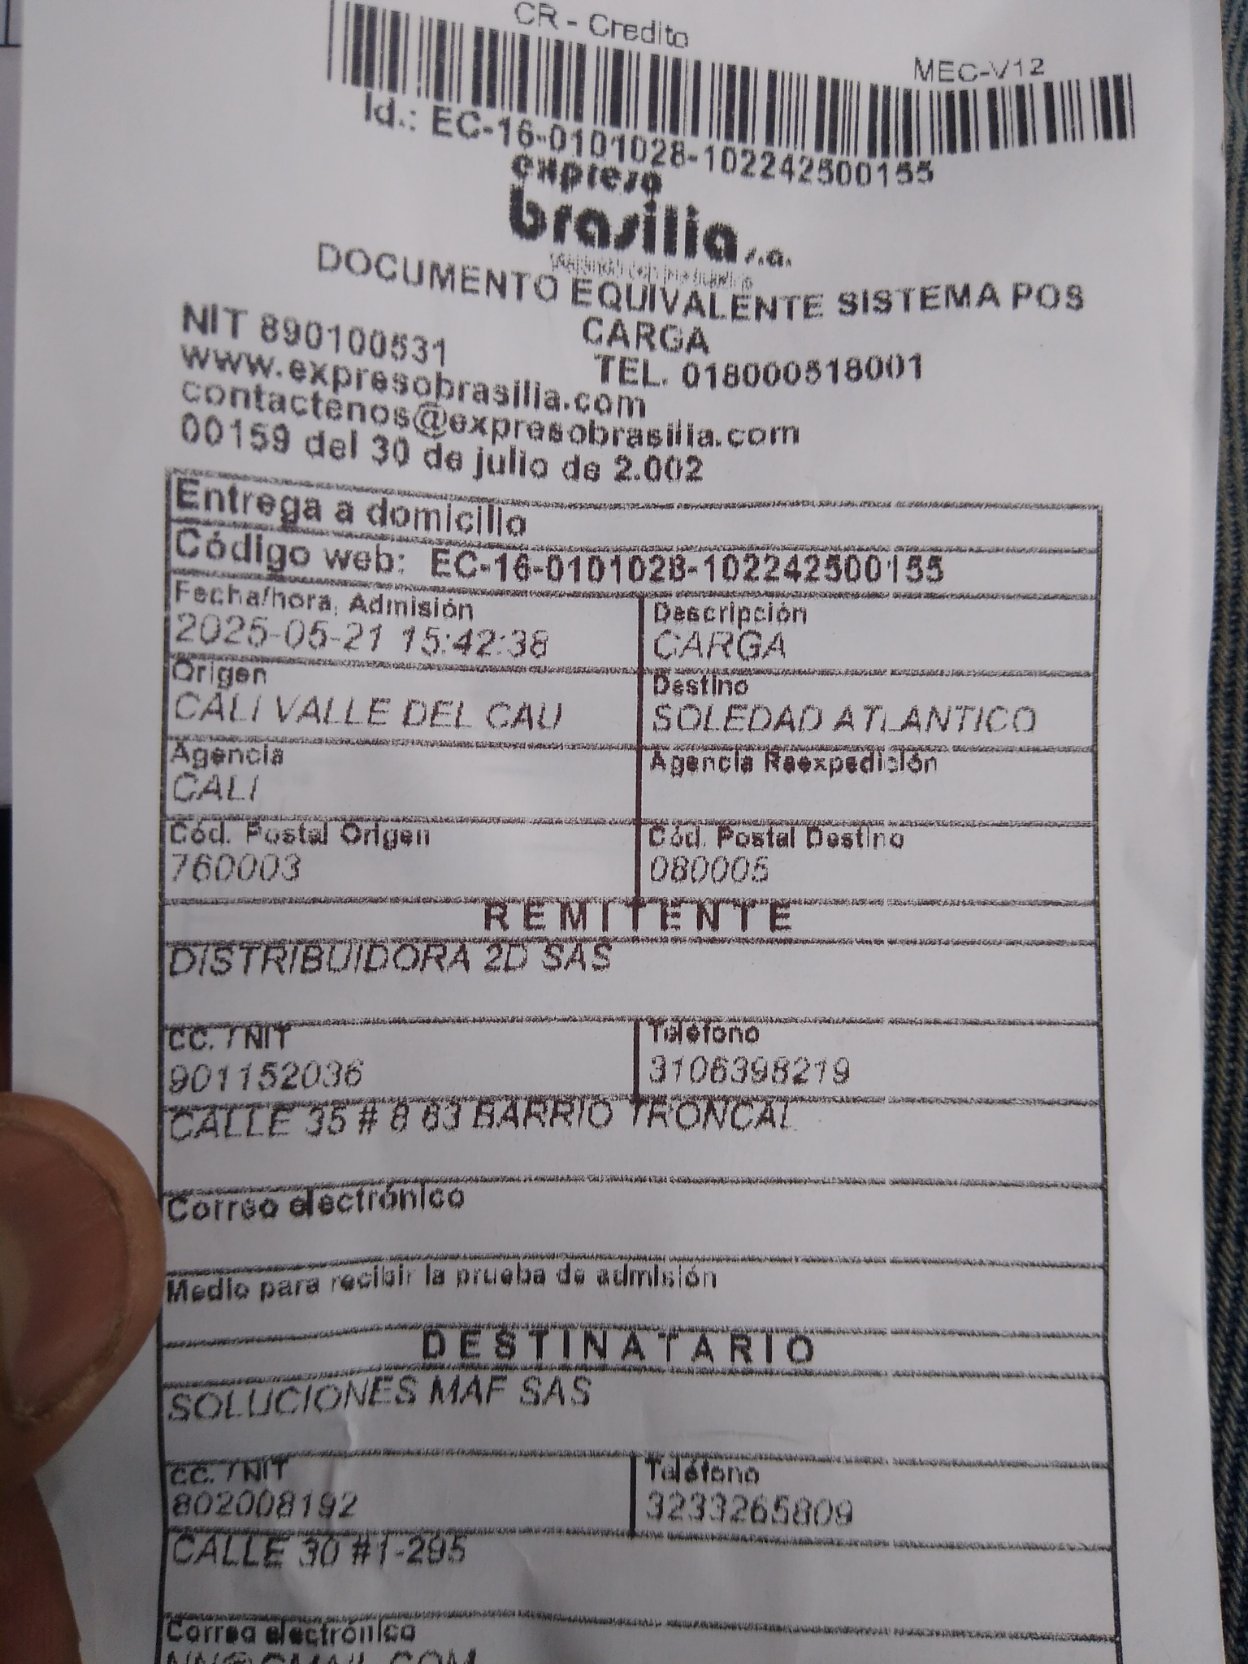 CR - Credito
MEC-V12
Id.: EC-16-0101028-102242500155
expreso
brasilia s.a.
DOCUMENTO EQUIVALENTE SISTEMA POS
CARGA
NIT 890100531
TEL. 018000518001
www.expresobrasilia.com
contactenos@expresobrasilia.com
00159 del 30 de julio de 2.002
Entrega a domicilio
Código web: EC-16-0101028-102242500155
Fecha/hora, Admisión
Descripción
2025-05-21 15:42:38
CARGA
Origen
Destino
CALI VALLE DEL CAU
SOLEDAD ATLANTICO
Agencia
Agencia Reexpedición
CALI
Cód. Postal Origen
Cód. Postal Destino
760003
080005
REMITENTE
DISTRIBUIDORA 2D SAS
CC. / NIT
Teléfono
901152036
3106398219
CALLE 35 # 8 63 BARRIO TRONCAL
Correo electrónico
Medio para recibir la prueba de admisión
DESTINATARIO
SOLUCIONES MAF SAS
CC. / NIT
Teléfono
802008192
3233265809
CALLE 30 #1-295
Correo electrónico
NN@GMAIL.COM